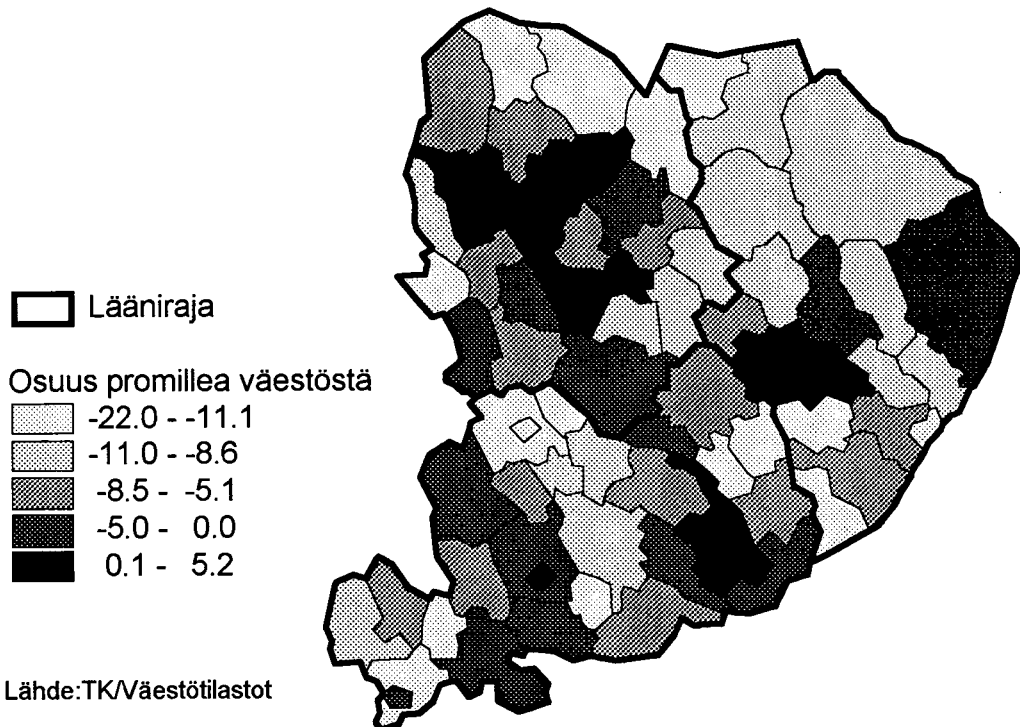 Lääniraja
Osuus promillea väestöstä
-22.0 - -11.1
-11.0 - -8.6
-8.5 - -5.1
-5.0 - 0.0
0.1 - 5.2
Lähde:TK/Väestötilastot